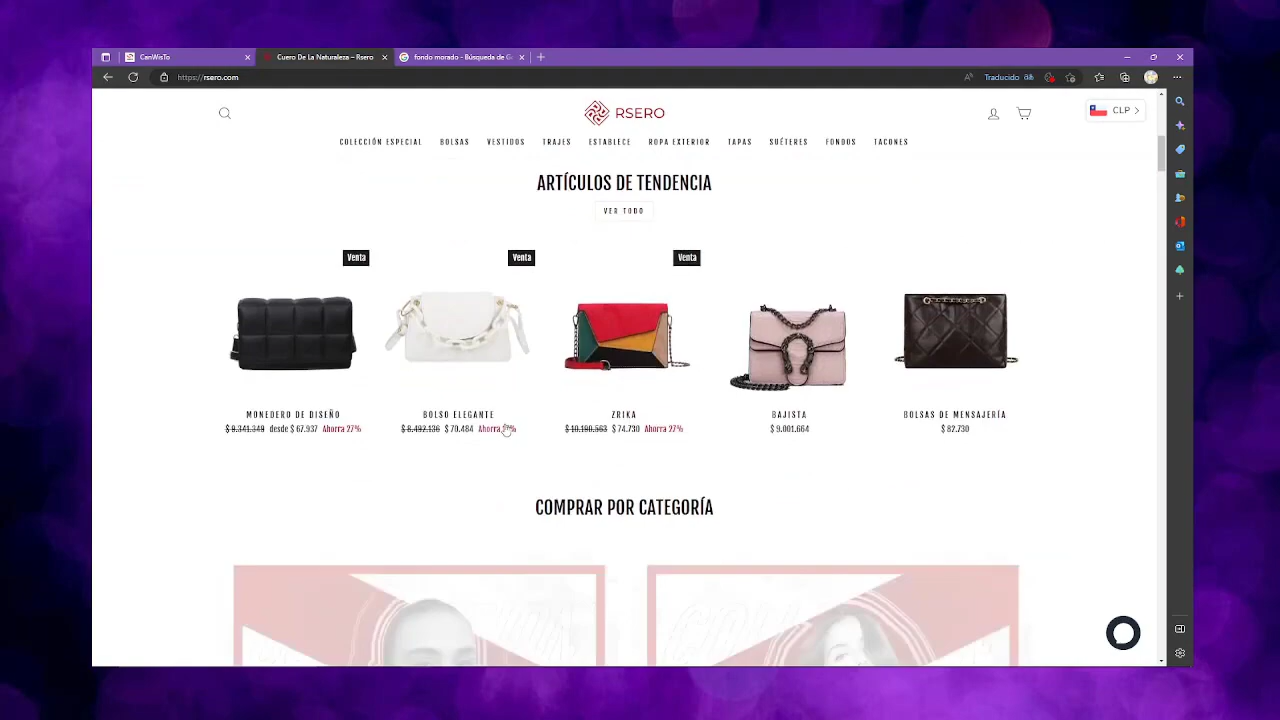 CanWisTo
Cuero De La Naturaleza – Rsero
fondo morado - Búsqueda de G
https://rsero.com
Traducido
RSERO
CLP
COLECCIÓN ESPECIAL BOLSAS VESTIDOS TRAJES ESTABLECE ROPA EXTERIOR TAPAS SUÉTERES FONDOS TACONES
ARTÍCULOS DE TENDENCIA
VER TODO
Venta Venta Venta
MONEDERO DE DISEÑO
$ 9.341.349 desde $ 67.937 Ahorra 27%
BOLSO ELEGANTE
$ 8.492.136 $ 70.484 Ahorra
ZRIKA
$ 10.190.563 $ 74.730 Ahorra 27%
BAJISTA
$ 9.001.664
BOLSAS DE MENSAJERÍA
$ 82.730
COMPRAR POR CATEGORÍA